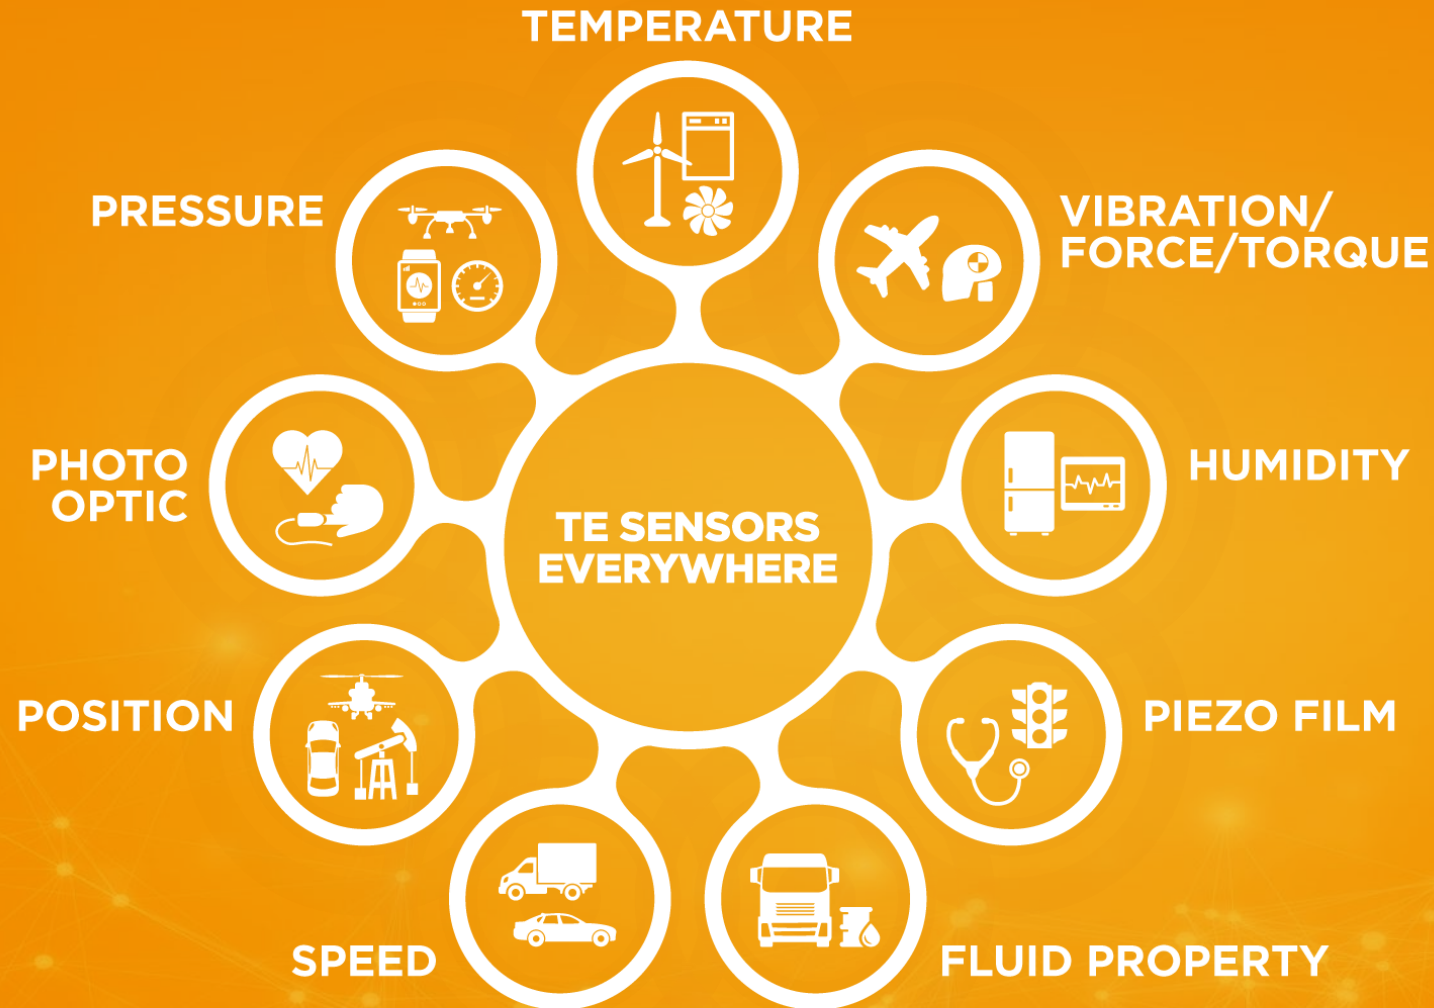 TEMPERATURE
PRESSURE
VIBRATION/
FORCE/TORQUE
PHOTO
OPTIC
HUMIDITY
TE SENSORS
EVERYWHERE
POSITION
PIEZO FILM
SPEED
FLUID PROPERTY